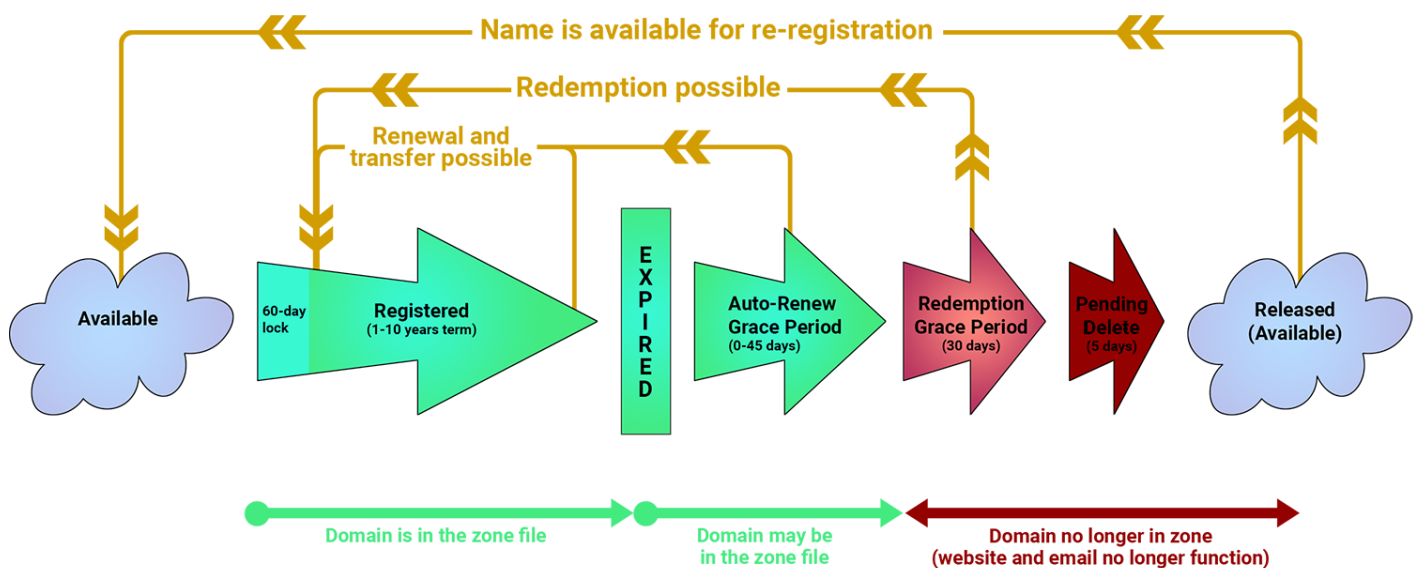 Name is available for re-registration
Redemption possible
Renewal and
transfer possible
Available
60-day
lock
Registered
(1-10 years term)
EXPIRED
Auto-Renew
Grace Period
(0-45 days)
Redemption
Grace Period
(30 days)
Pending
Delete
(5 days)
Released
(Available)
Domain is in the zone file
Domain may be
in the zone file
Domain no longer in zone
(website and email no longer function)